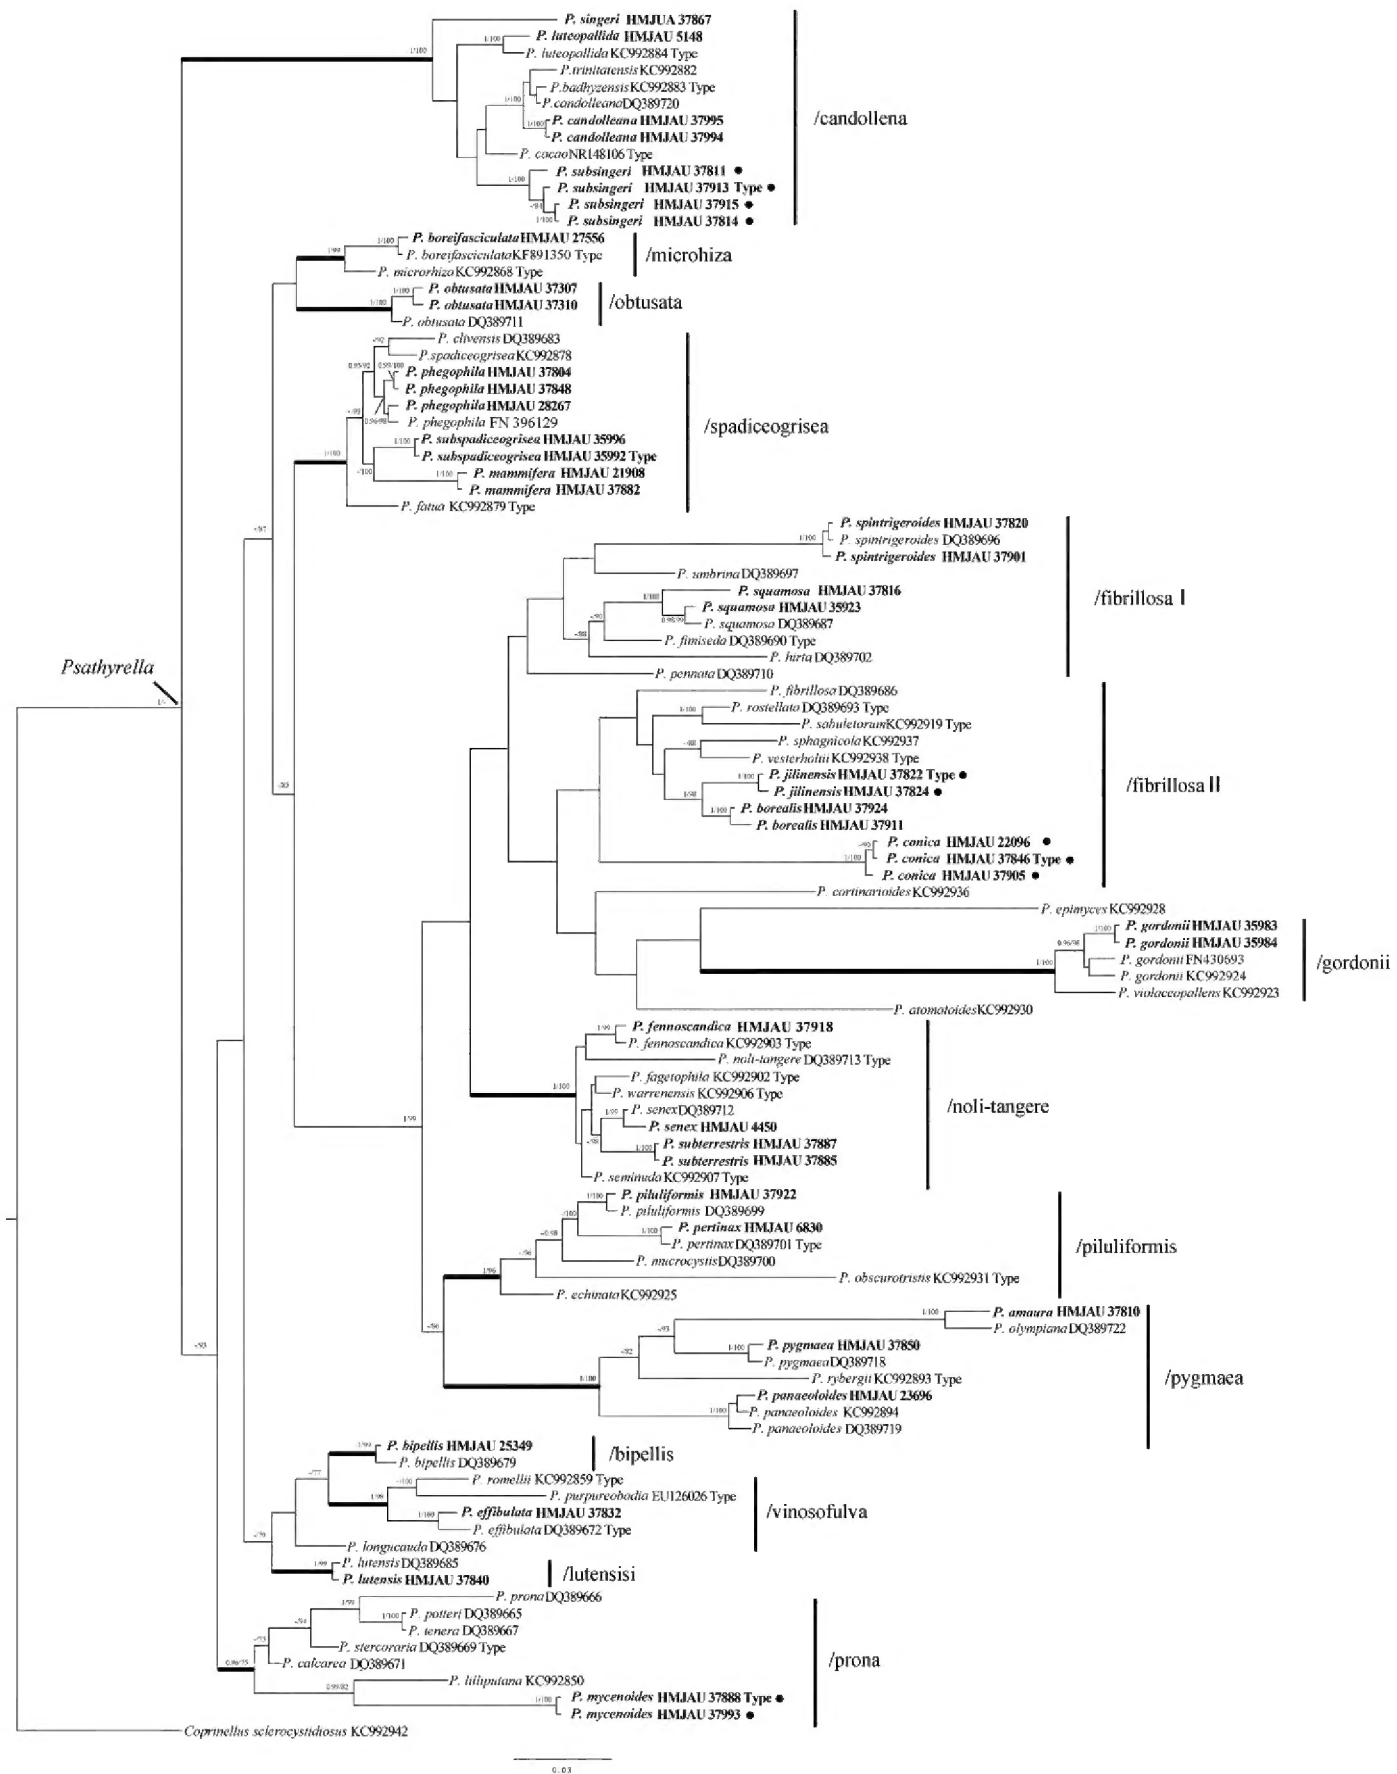 P. singeri HMJUA 37867
P. luteopallida HMJAU 5148
P. luteopallida KC992884 Type
P.trinitatensis KC992882
P.badhyzensis KC992883 Type
P.candolleana DQ389720
P. candolleana HMJAU 37995
P. candolleana HMJAU 37994
P. cacao NR148106 Type
P. subsingeri HMJAU 37811 ●
P. subsingeri HMJAU 37913 Type ●
P. subsingeri HMJAU 37915 ●
P. subsingeri HMJAU 37814 ●
/candollena
P. boreifasciculata HMJAU 27556
P. boreifasciculata KF891350 Type
P. microrhiza KC992868 Type
/microhiza
P. obtusata HMJAU 37307
P. obtusata HMJAU 37310
P. obtusata DQ389711
/obtusata
P. clivensis DQ389683
P.spadiceogrisea KC992878
P. phegophila HMJAU 37804
P. phegophila HMJAU 37848
P. phegophila HMJAU 28267
P. phegophila FN 396129
P. subspadiceogrisea HMJAU 35996
P. subspadiceogrisea HMJAU 35992 Type
P. mammifera HMJAU 21908
P. mammifera HMJAU 37882
P. fatua KC992879 Type
/spadiceogrisea
P. spintrigeroides HMJAU 37820
P. spintrigeroides DQ389696
P. spintrigeroides HMJAU 37901
P. umbrina DQ389697
P. squamosa HMJAU 37816
P. squamosa HMJAU 35923
P. squamosa DQ389687
P. fimiseda DQ389690 Type
P. hirta DQ389702
P. pennata DQ389710
/fibrillosa I
Psathyrella
P. fibrillosa DQ389686
P. rostellata DQ389693 Type
P. sabuletorum KC992919 Type
P. sphagnicola KC992937
P. vesterholtii KC992938 Type
P. jilinensis HMJAU 37822 Type ●
P. jilinensis HMJAU 37824 ●
P. borealis HMJAU 37924
P. borealis HMJAU 37911
P. conica HMJAU 22096 ●
P. conica HMJAU 37846 Type ●
P. conica HMJAU 37905 ●
/fibrillosa II
P. cortinarioides KC992936
P. epimyces KC992928
P. gordonii HMJAU 35983
P. gordonii HMJAU 35984
P. gordonii FN430693
P. gordonii KC992924
P. violaceopallens KC992923
/gordonii
P. atomatoides KC992930
P. fennoscandica HMJAU 37918
P. fennoscandica KC992903 Type
P. noli-tangere DQ389713 Type
P. fagetophila KC992902 Type
P. warrenensis KC992906 Type
P. senex DQ389712
P. senex HMJAU 4450
P. subterrestris HMJAU 37887
P. subterrestris HMJAU 37885
P. seminuda KC992907 Type
/noli-tangere
P. piluliformis HMJAU 37922
P. piluliformis DQ389699
P. pertinax HMJAU 6830
P. pertinax DQ389701 Type
P. mucrocystis DQ389700
P. obscurotristis KC992931 Type
P. echinata KC992925
/piluliformis
P. amaura HMJAU 37810
P. olympiana DQ389722
P. pygmaea HMJAU 37850
P. pygmaea DQ389718
P. rybergii KC992893 Type
P. panaeoloides HMJAU 23696
P. panaeoloides KC992894
P. panaeoloides DQ389719
/pygmaea
P. bipellis HMJAU 25349
P. bipellis DQ389679
/bipellis
P. romellii KC992859 Type
P. purpureobadia EU126026 Type
P. effibulata HMJAU 37832
P. effibulata DQ389672 Type
/vinosofulva
P. longicauda DQ389676
P. lutensis DQ389685
P. lutensis HMJAU 37840
/lutensisi
P. prona DQ389666
P. potteri DQ389665
P. tenera DQ389667
P. stercoraria DQ389669 Type
P. calcarea DQ389671
P. liliputana KC992850
P. mycenoides HMJAU 37888 Type ●
P. mycenoides HMJAU 37993 ●
/prona
Coprinellus sclerocystidiosus KC992942
0.03